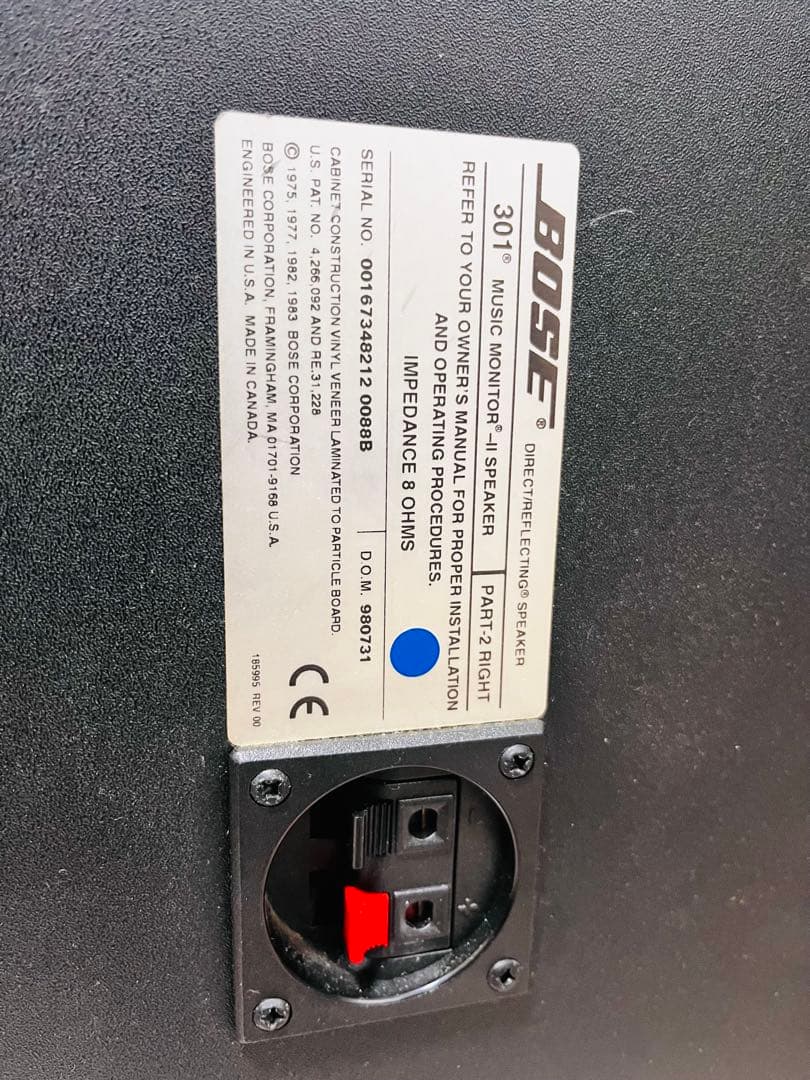 BOSE® DIRECT/REFLECTING® SPEAKER
301® MUSIC MONITOR®-II SPEAKER PART-2 RIGHT
REFER TO YOUR OWNER'S MANUAL FOR PROPER INSTALLATION
AND OPERATING PROCEDURES.
IMPEDANCE 8 OHMS
SERIAL NO. 00167348212 0088B D.O.M. 980731
CABINET CONSTRUCTION VINYL VENEER LAMINATED TO PARTICLE BOARD.
U.S. PAT. NO. 4,266,092 AND RE.31,228
© 1975, 1977, 1982, 1983 BOSE CORPORATION
BOSE CORPORATION, FRAMINGHAM, MA 01701-9168 U.S.A.
ENGINEERED IN U.S.A. MADE IN CANADA.
CE
185995 REV 00
+